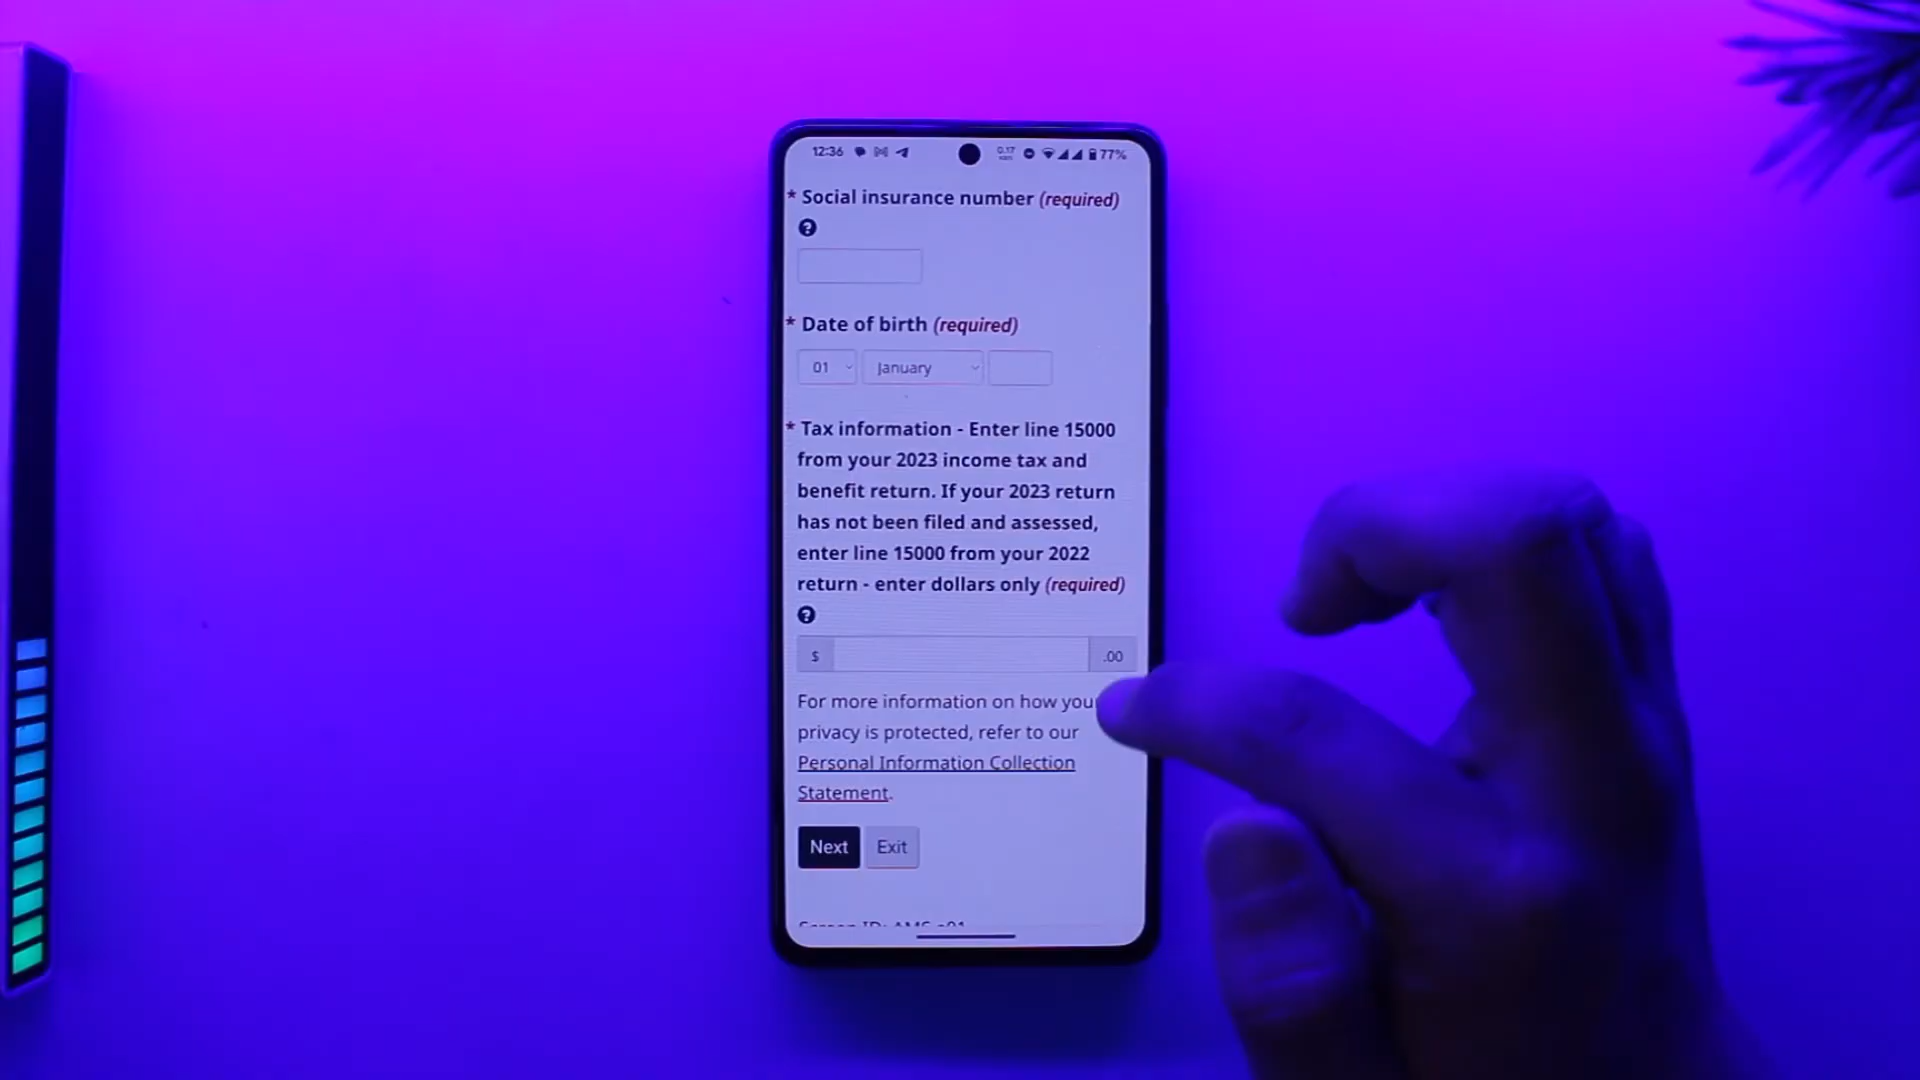 12:36 77%
* Social insurance number (required)
?
* Date of birth (required)
01 January
* Tax information - Enter line 15000
from your 2023 income tax and
benefit return. If your 2023 return
has not been filed and assessed,
enter line 15000 from your 2022
return - enter dollars only (required)
?
$ .00
For more information on how you
privacy is protected, refer to our
Personal Information Collection
Statement.
Next Exit